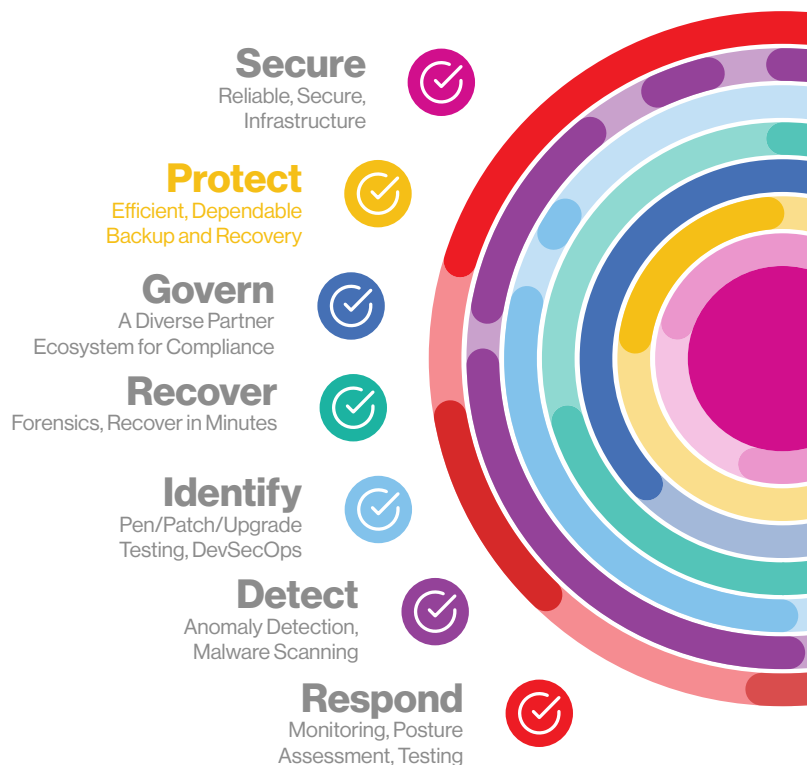 Secure
Reliable, Secure,
Infrastructure
Protect
Efficient, Dependable
Backup and Recovery
Govern
A Diverse Partner
Ecosystem for Compliance
Recover
Forensics, Recover in Minutes
Identify
Pen/Patch/Upgrade
Testing, DevSecOps
Detect
Anomaly Detection,
Malware Scanning
Respond
Monitoring, Posture
Assessment, Testing